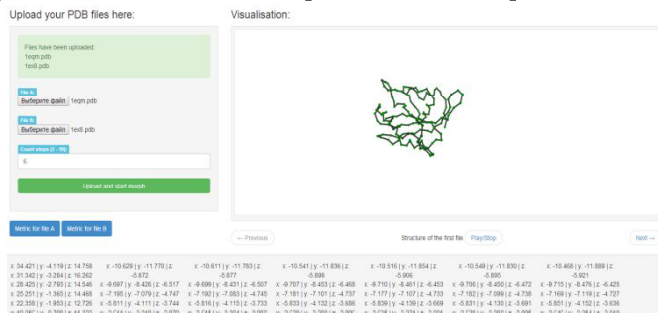 Upload your PDB files here:
Visualisation:
Files have been uploaded:
1eqm.pdb
1ex8.pdb
File A:
Выберите файл 1eqm.pdb
File B:
Выберите файл 1ex8.pdb
Count steps (5 - 10)
6
Upload and start morph
Metric for file A
Metric for file B
← Previous
Structure of the first file
Play/Stop
Next →
x: 34.421 | y: -4.119 | z: 14.758
x: -10.629 | y: -11.770 | z:
x: -10.611 | y: -11.783 | z:
x: -10.541 | y: -11.836 | z:
x: -10.516 | y: -11.854 | z:
x: -10.549 | y: -11.830 | z:
x: -10.468 | y: -11.889 | z:
x: 31.342 | y: -3.284 | z: 16.262
-5.872
-5.877
-5.898
-5.906
-5.895
-5.921
x: 28.425 | y: -2.793 | z: 14.546
x: -9.697 | y: -8.426 | z: -6.517
x: -9.699 | y: -8.431 | z: -6.507
x: -9.707 | y: -8.453 | z: -6.468
x: -9.710 | y: -8.461 | z: -6.453
x: -9.706 | y: -8.450 | z: -6.472
x: -9.715 | y: -8.476 | z: -6.425
x: 25.251 | y: -1.365 | z: 14.468
x: -7.195 | y: -7.079 | z: -4.747
x: -7.192 | y: -7.083 | z: -4.745
x: -7.181 | y: -7.101 | z: -4.737
x: -7.177 | y: -7.107 | z: -4.733
x: -7.182 | y: -7.099 | z: -4.738
x: -7.169 | y: -7.119 | z: -4.727
x: 22.358 | y: -1.953 | z: 12.726
x: -5.811 | y: -4.111 | z: -3.742
x: -5.816 | y: -4.115 | z: -3.733
x: -5.833 | y: -4.132 | z: -3.686
x: -5.839 | y: -4.139 | z: -3.669
x: -5.831 | y: -4.130 | z: -3.691
x: -5.851 | y: -4.152 | z: -3.636